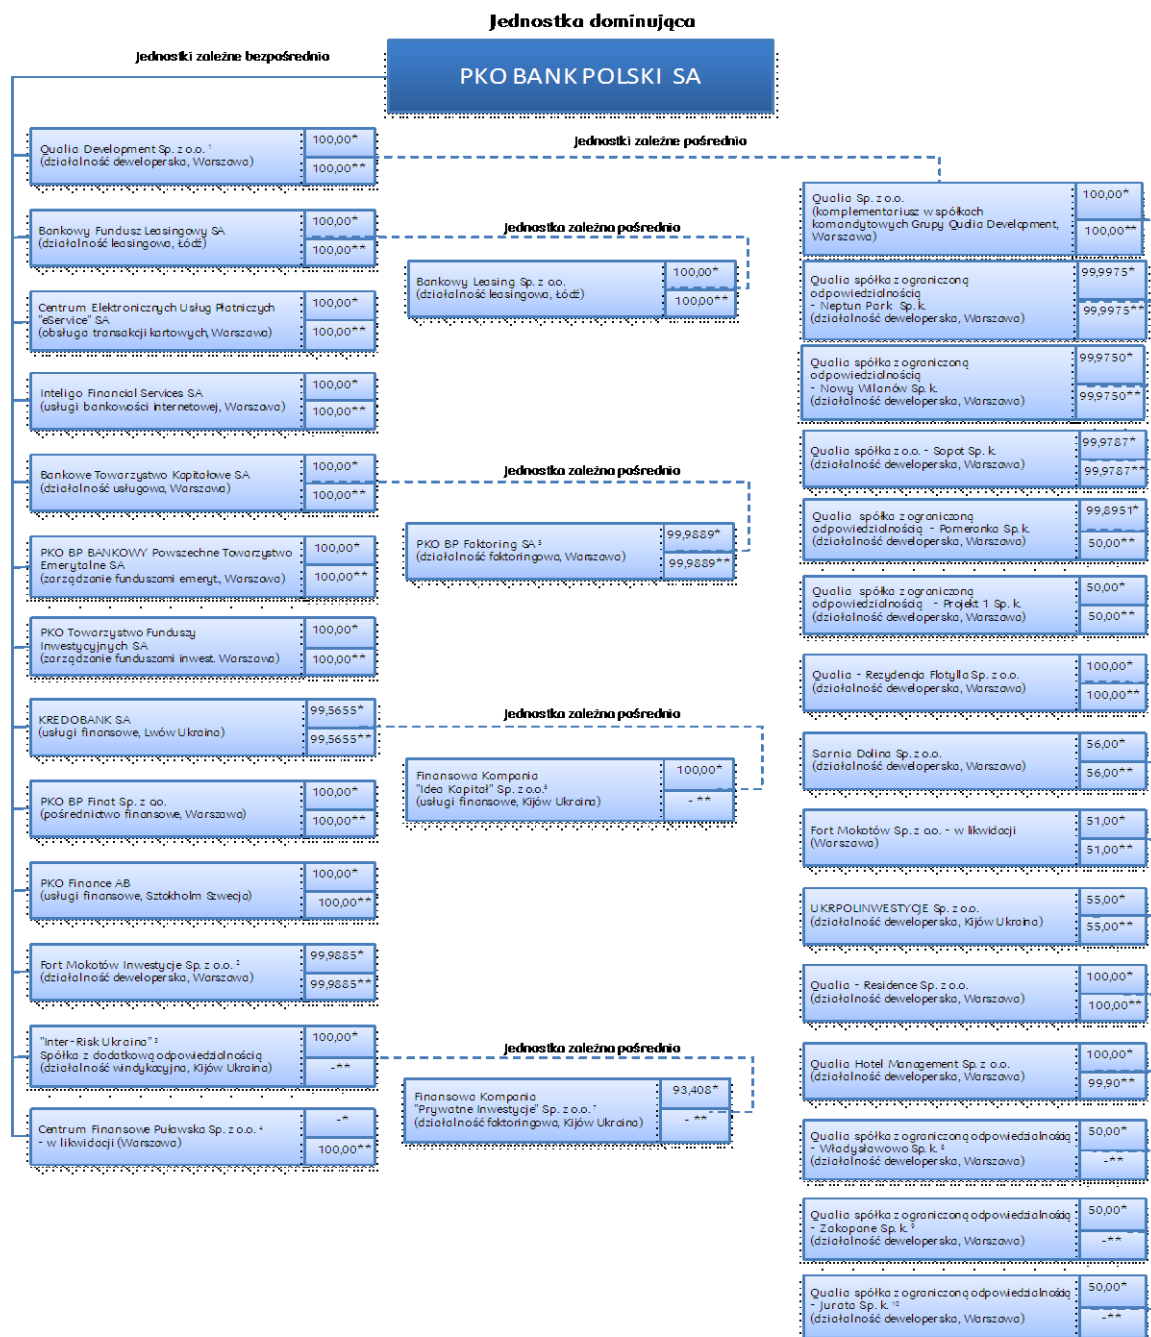 Jednostka dominująca
Jednostki zależne bezpośrednio
PKO BANK POLSKI SA
Qualia Development Sp. z o.o. ¹
(działalność deweloperska, Warszawa)
100,00*
100,00**
Bankowy Fundusz Leasingowy SA
(działalność leasingowa, Łódź)
100,00*
100,00**
Centrum Elektronicznych Usług Płatniczych
"eService" SA
(obsługa transakcji kartowych, Warszawa)
100,00*
100,00**
Inteligo Financial Services SA
(usługi bankowości internetowej, Warszawa)
100,00*
100,00**
Bankowe Towarzystwo Kapitałowe SA
(działalność usługowa, Warszawa)
100,00*
100,00**
PKO BP BANKOWY Powszechne Towarzystwo
Emerytalne SA
(zarządzanie funduszami emeryt., Warszawa)
100,00*
100,00**
PKO Towarzystwo Funduszy
Inwestycyjnych SA
(zarządzanie funduszami inwest. Warszawa)
100,00*
100,00**
KREDOBANK SA
(usługi finansowe, Lwów Ukraina)
99,5655*
99,5655**
PKO BP Finat Sp. z o.o.
(pośrednictwo finansowe, Warszawa)
100,00*
100,00**
PKO Finance AB
(usługi finansowe, Sztokholm Szwecja)
100,00*
100,00**
Fort Mokotów Inwestycje Sp. z o.o. ²
(działalność deweloperska, Warszawa)
99,9885*
99,9885**
"Inter-Risk Ukraina" ³
Spółka z dodatkową odpowiedzialnością
(działalność windykacyjna, Kijów Ukraina)
100,00*
-**
Centrum Finansowe Puławska Sp. z o.o. ⁴
- w likwidacji (Warszawa)
-*
100,00**
Jednostka zależna pośrednio
Bankowy Leasing Sp. z o.o.
(działalność leasingowa, Łódź)
100,00*
100,00**
Jednostka zależna pośrednio
PKO BP Faktoring SA ⁵
(działalność faktoringowa, Warszawa)
99,9889*
99,9889**
Jednostka zależna pośrednio
Finansowa Kompania
"Idea Kapitał" Sp. z o.o.⁶
(usługi finansowe, Kijów Ukraina)
100,00*
- **
Jednostka zależna pośrednio
Finansowa Kompania
"Prywatne Inwestycje" Sp. z o.o. ⁷
(działalność faktoringowa, Kijów Ukraina)
93,408*
- **
Jednostki zależne pośrednio
Qualia Sp. z o.o.
(komplementariusz w spółkach
komandytowych Grupy Qualia Development,
Warszawa)
100,00*
100,00**
Qualia spółka z ograniczoną
odpowiedzialnością
- Neptun Park Sp.k.
(działalność deweloperska, Warszawa)
99,9975*
99,9975**
Qualia spółka z ograniczoną
odpowiedzialnością
- Nowy Wilanów Sp.k.
(działalność deweloperska, Warszawa)
99,9750*
99,9750**
Qualia spółka z o.o. - Sopot Sp. k.
(działalność deweloperska, Warszawa)
99,9787*
99,9787**
Qualia spółka z ograniczoną
odpowiedzialnością - Pomeranka Sp.k.
(działalność deweloperska, Warszawa)
99,8951*
50,00**
Qualia spółka z ograniczoną
odpowiedzialnością - Projekt 1 Sp. k.
(działalność deweloperska, Warszawa)
50,00*
50,00**
Qualia - Rezydencja Flotylla Sp. z o.o.
(działalność deweloperska, Warszawa)
100,00*
100,00**
Sarnia Dolina Sp. z o.o.
(działalność deweloperska, Warszawa)
56,00*
56,00**
Fort Mokotów Sp. z o.o. - w likwidacji
(Warszawa)
51,00*
51,00**
UKRPOLINWESTYCJE Sp. z o.o.
(działalność deweloperska, Kijów Ukraina)
55,00*
55,00**
Qualia - Residence Sp. z o.o.
(działalność deweloperska, Warszawa)
100,00*
100,00**
Qualia Hotel Management Sp. z o.o.
(działalność deweloperska, Warszawa)
100,00*
99,90**
Qualia spółka z ograniczoną odpowiedzialnością
- Władysławowo Sp. k. ⁸
(działalność deweloperska, Warszawa)
50,00*
-**
Qualia spółka z ograniczoną odpowiedzialnością
- Zakopane Sp. k. ⁹
(działalność deweloperska, Warszawa)
50,00*
-**
Qualia spółka z ograniczoną odpowiedzialnością
- Jurata Sp. k. ¹⁰
(działalność deweloperska, Warszawa)
50,00*
-**